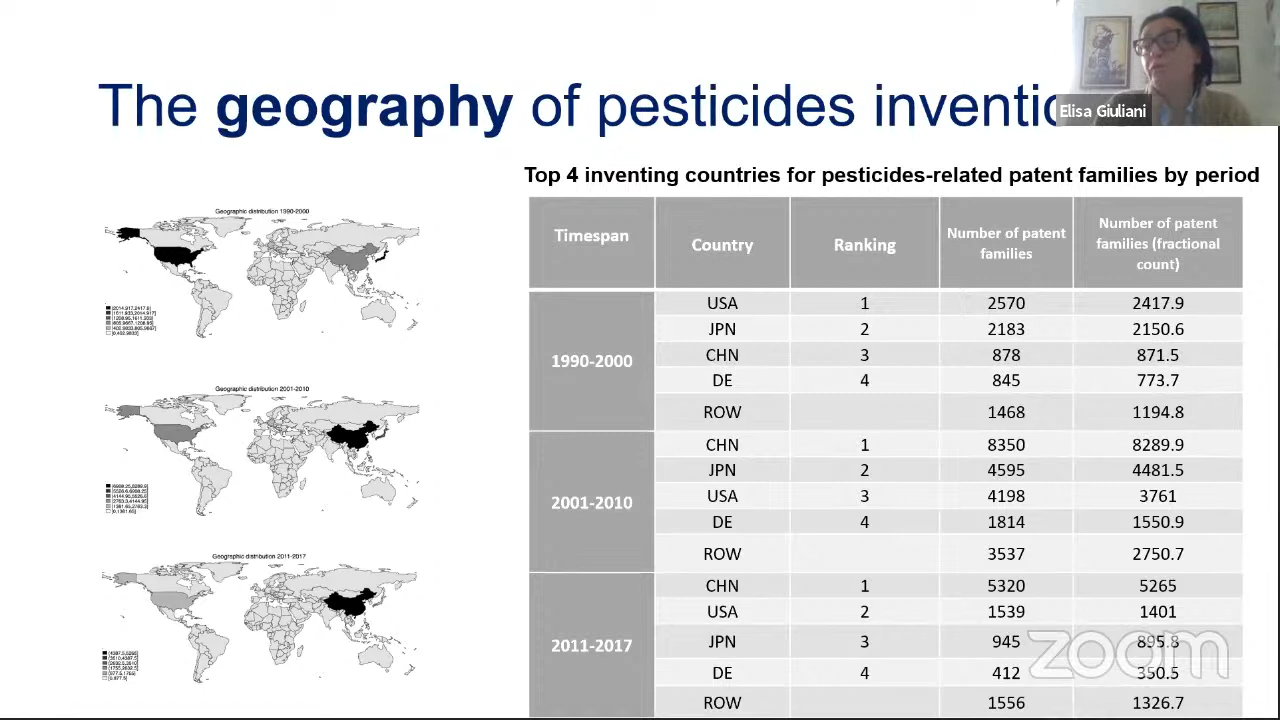 The geography of pesticides inventio
Elisa Giuliani
Top 4 inventing countries for pesticides-related patent families by period
Geographic distribution 1990-2000
Geographic distribution 2001-2010
Geographic distribution 2011-2017
Timespan Country Ranking Number of patent families Number of patent families (fractional count)
1990-2000
USA 1 2570 2417.9
JPN 2 2183 2150.6
CHN 3 878 871.5
DE 4 845 773.7
ROW 1468 1194.8
2001-2010
CHN 1 8350 8289.9
JPN 2 4595 4481.5
USA 3 4198 3761
DE 4 1814 1550.9
ROW 3537 2750.7
2011-2017
CHN 1 5320 5265
USA 2 1539 1401
JPN 3 945 895.8
DE 4 412 350.5
ROW 1556 1326.7
zoom